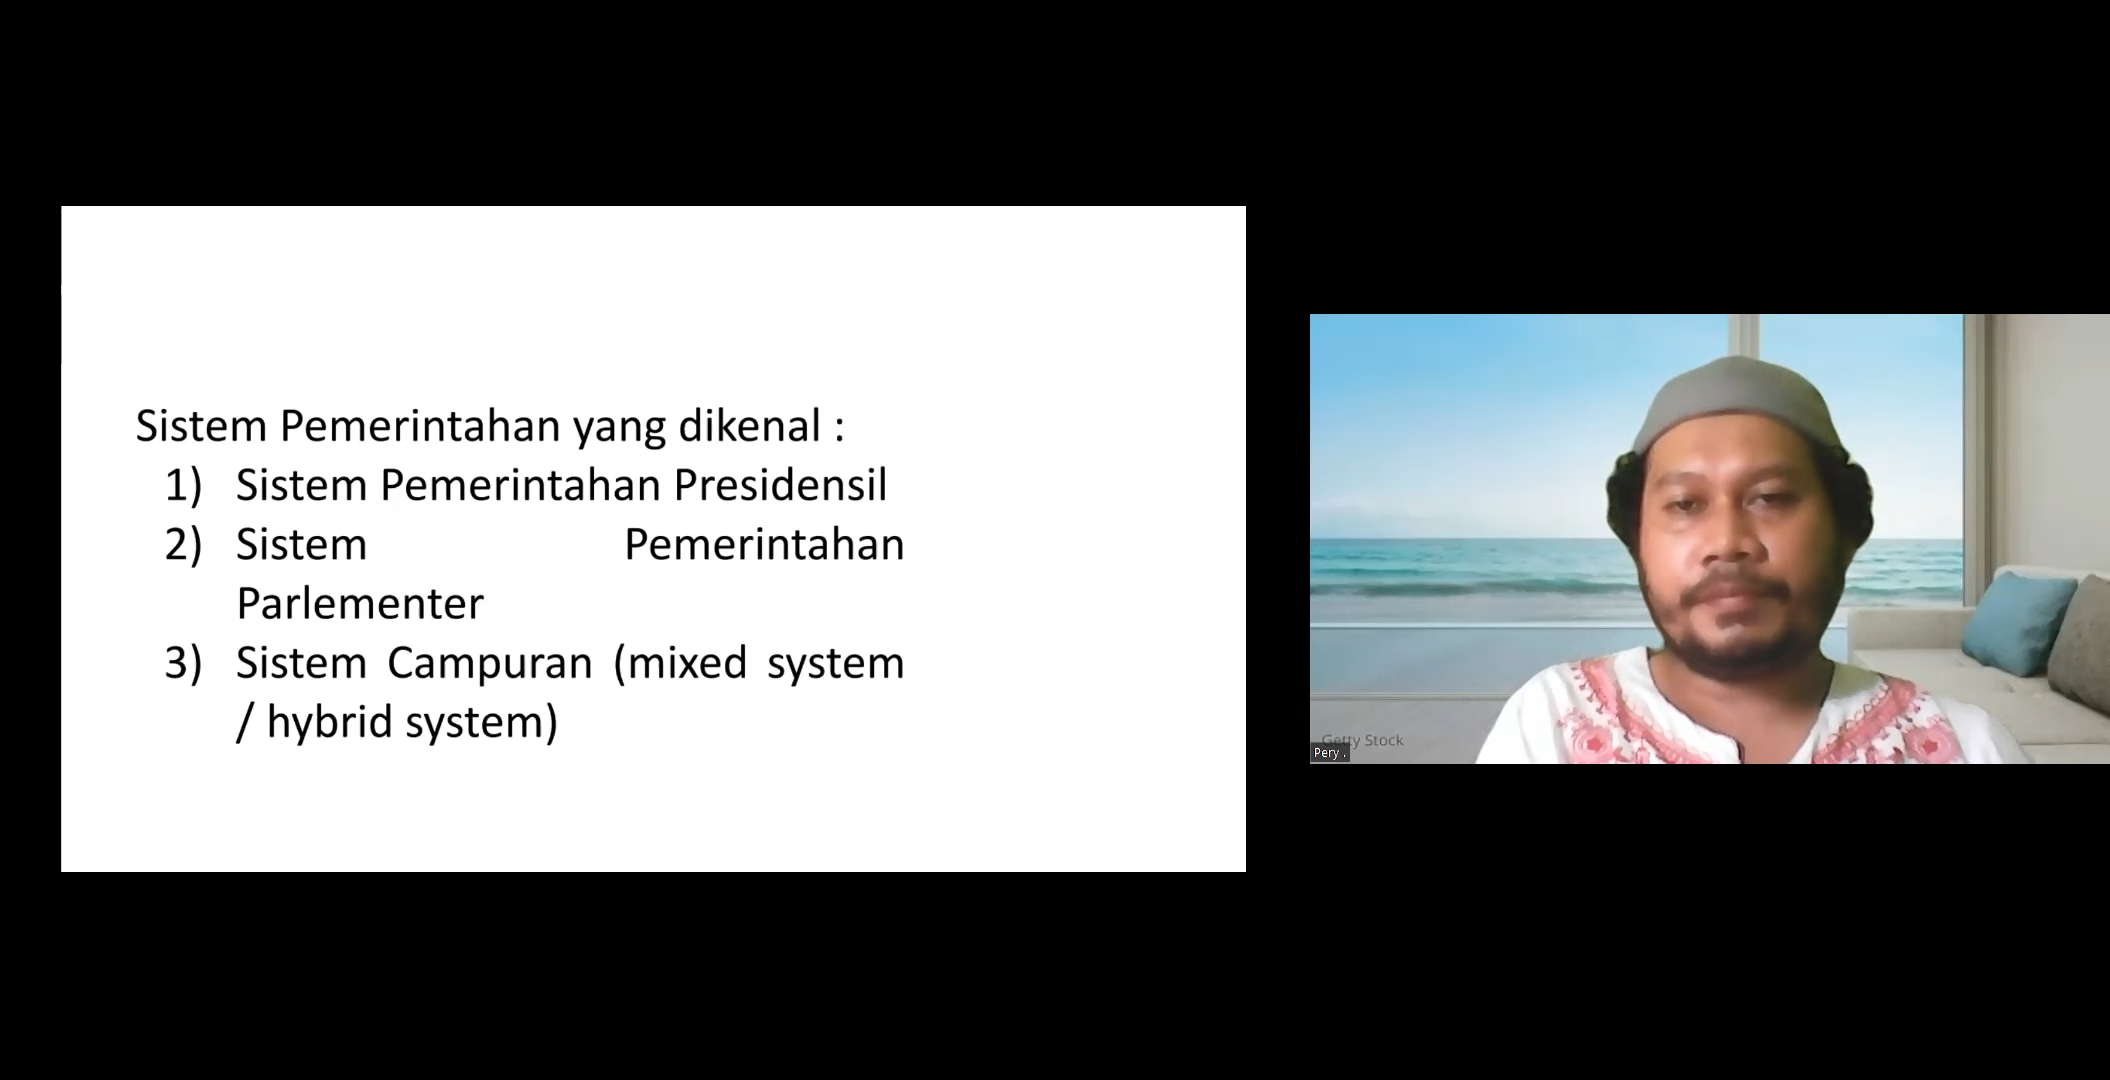 Sistem Pemerintahan yang dikenal :
1) Sistem Pemerintahan Presidensil
2) Sistem Pemerintahan
Parlementer
3) Sistem Campuran (mixed system
/ hybrid system)
Getty Stock
Pery .